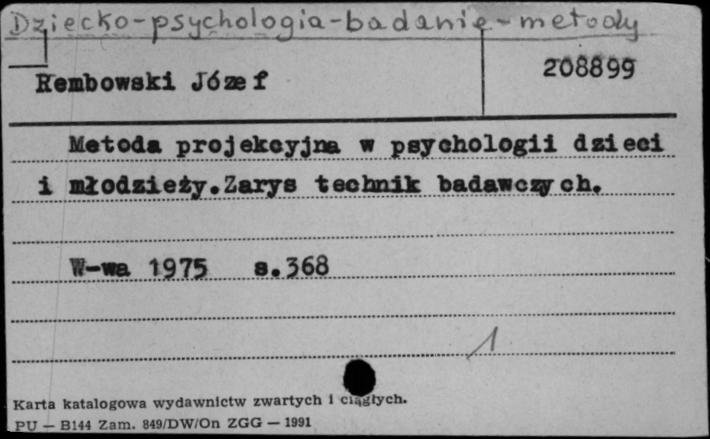 Dziecko-psychologia-badanie-metody
Rembowski Józef
208899
Metoda projekcyjna w psychologii dzieci
i młodzieży.Zarys technik badawczych.
W-wa 1975 s.368
1
Karta katalogowa wydawnictw zwartych i ciągłych.
PU — B144 Zam. 849/DW/On ZGG — 1991